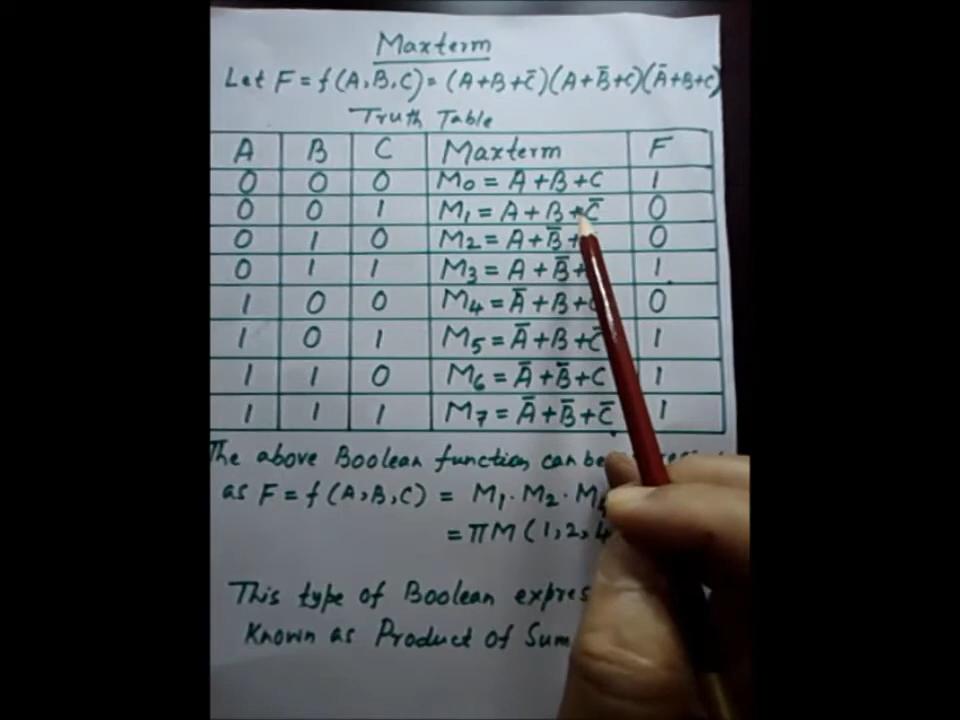 Maxterm
Let F = f(A,B,C) = (A+B+C̅)(A+B̅+C)(A̅+B+C)
Truth Table
A B C Maxterm F
0 0 0 M₀ = A+B+C 1
0 0 1 M₁ = A+B+C̅ 0
0 1 0 M₂ = A+B̅+ 0
0 1 1 M₃ = A+B̅+ 1
1 0 0 M₄ = A̅+B+C 0
1 0 1 M₅ = A̅+B+C̅ 1
1 1 0 M₆ = A̅+B̅+C 1
1 1 1 M₇ = A̅+B̅+C̅ 1
The above Boolean function can be
as F = f(A,B,C) = M₁.M₂.M₄
= πM(1,2,4
This type of Boolean
Known as Product of Sum